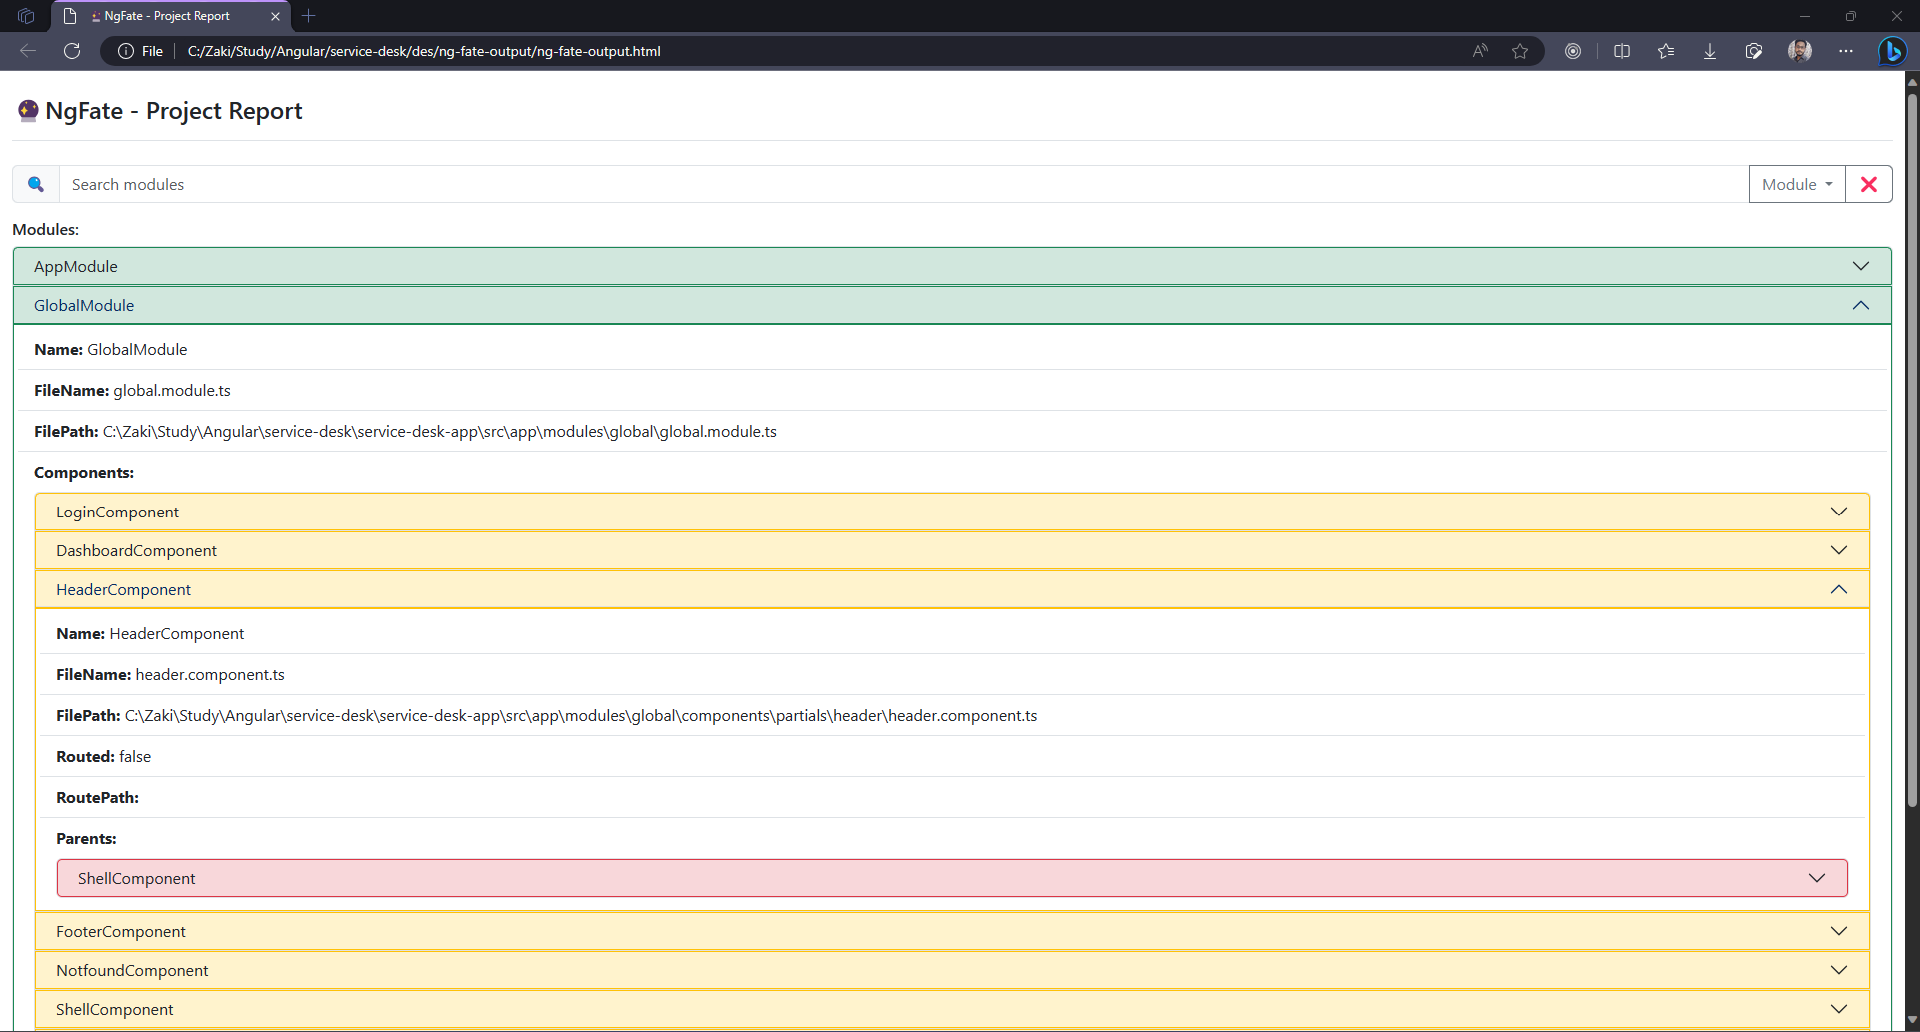 NgFate - Project Report
File
C:/Zaki/Study/Angular/service-desk/des/ng-fate-output/ng-fate-output.html
NgFate - Project Report
Search modules
Module
Modules:
AppModule
GlobalModule
Name: GlobalModule
FileName: global.module.ts
FilePath: C:\Zaki\Study\Angular\service-desk\service-desk-app\src\app\modules\global\global.module.ts
Components:
LoginComponent
DashboardComponent
HeaderComponent
Name: HeaderComponent
FileName: header.component.ts
FilePath: C:\Zaki\Study\Angular\service-desk\service-desk-app\src\app\modules\global\components\partials\header\header.component.ts
Routed: false
RoutePath:
Parents:
ShellComponent
FooterComponent
NotfoundComponent
ShellComponent